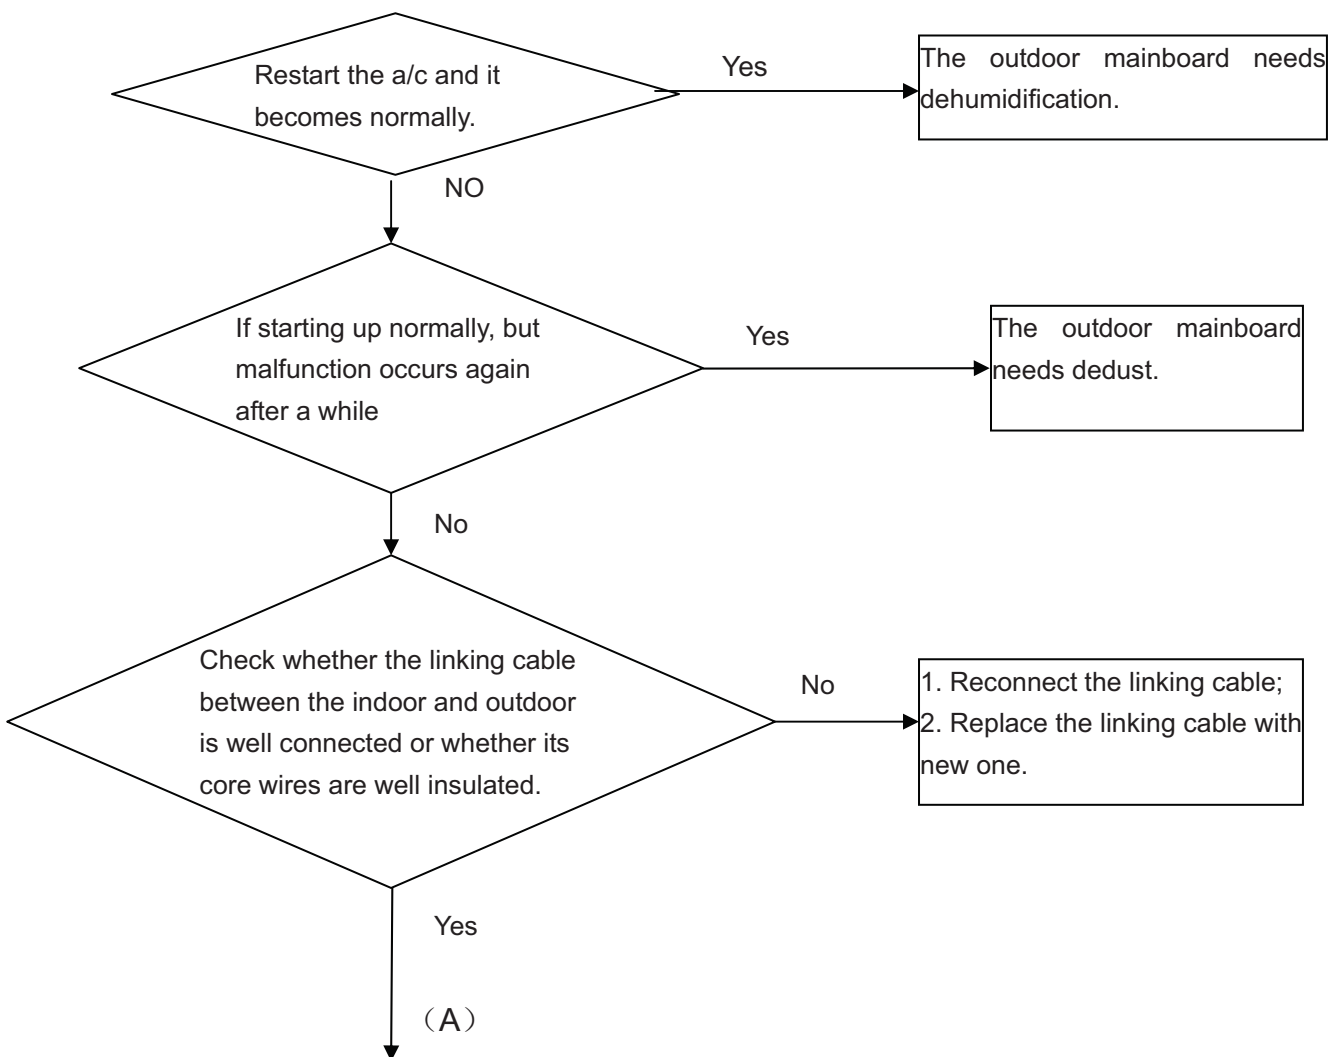 Restart the a/c and it
becomes normally.
Yes
The outdoor mainboard needs
dehumidification.
NO
If starting up normally, but
malfunction occurs again
after a while
Yes
The outdoor mainboard
needs dedust.
No
Check whether the linking cable
between the indoor and outdoor
is well connected or whether its
core wires are well insulated.
No
1. Reconnect the linking cable;
2. Replace the linking cable with
new one.
Yes
（A）